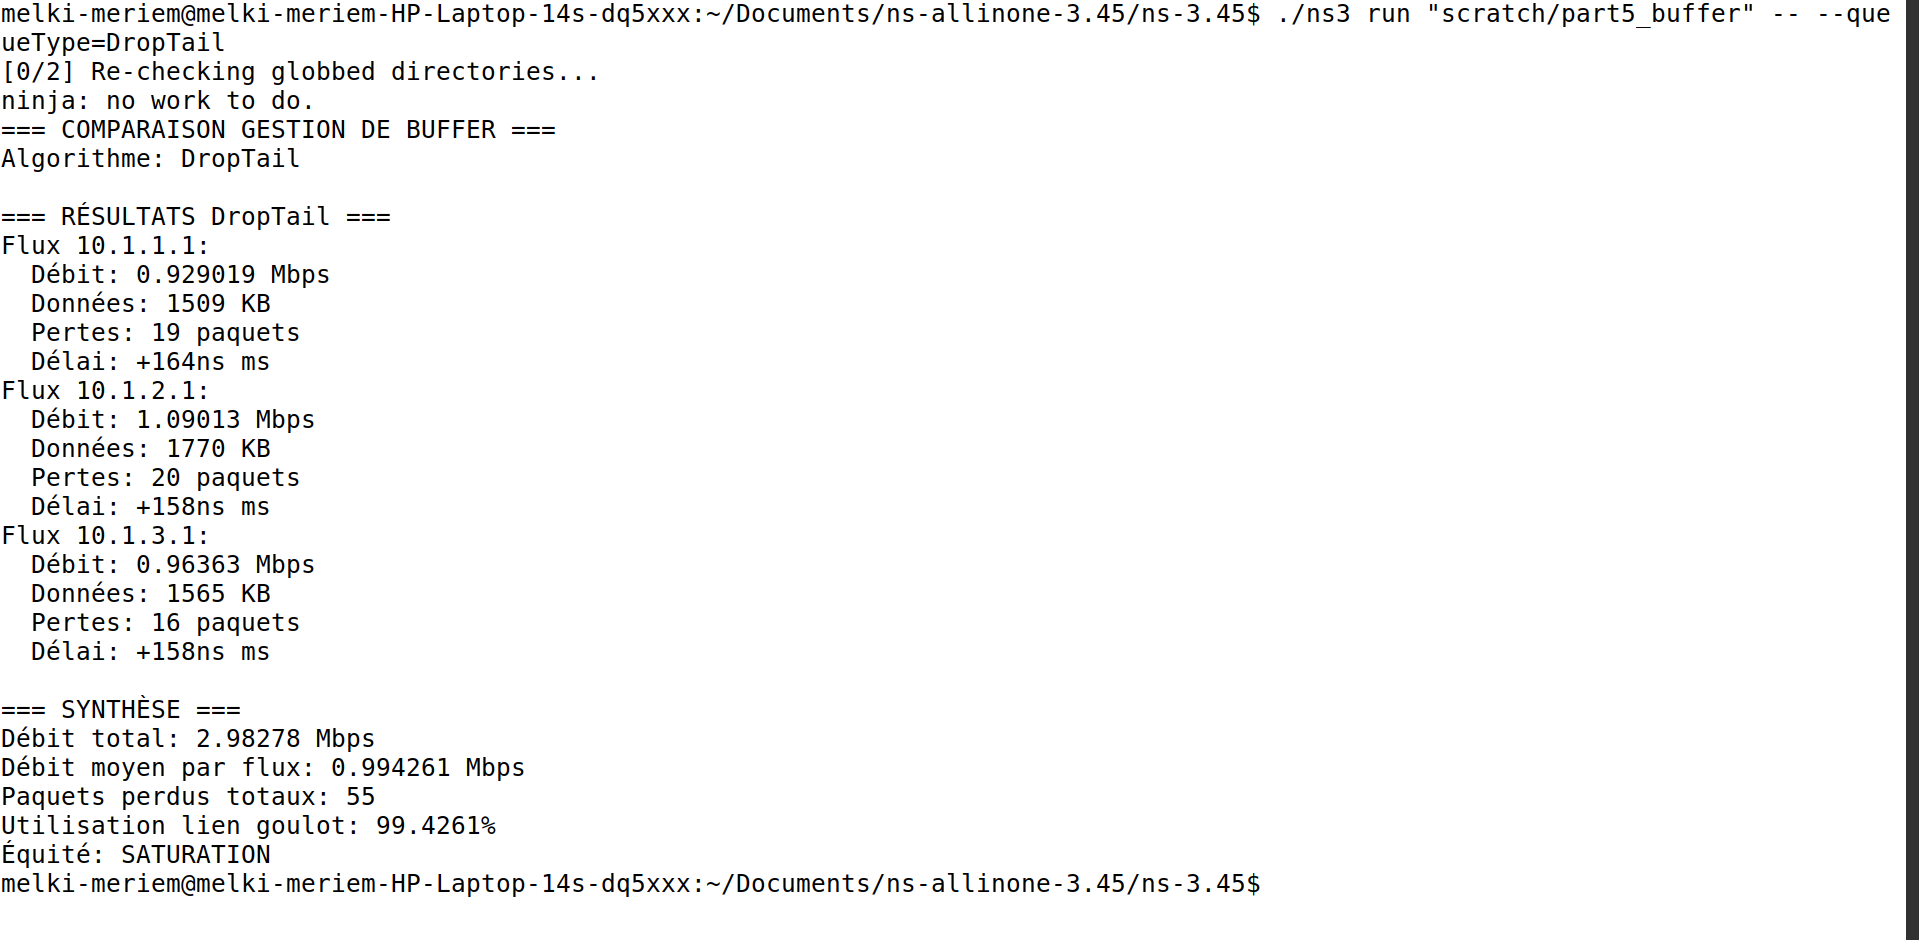 melki-meriem@melki-meriem-HP-Laptop-14s-dq5xxx:~/Documents/ns-allinone-3.45/ns-3.45$ ./ns3 run "scratch/part5_buffer" -- --que
ueType=DropTail
[0/2] Re-checking globbed directories...
ninja: no work to do.
=== COMPARAISON GESTION DE BUFFER ===
Algorithme: DropTail

=== RÉSULTATS DropTail ===
Flux 10.1.1.1:
  Débit: 0.929019 Mbps
  Données: 1509 KB
  Pertes: 19 paquets
  Délai: +164ns ms
Flux 10.1.2.1:
  Débit: 1.09013 Mbps
  Données: 1770 KB
  Pertes: 20 paquets
  Délai: +158ns ms
Flux 10.1.3.1:
  Débit: 0.96363 Mbps
  Données: 1565 KB
  Pertes: 16 paquets
  Délai: +158ns ms

=== SYNTHÈSE ===
Débit total: 2.98278 Mbps
Débit moyen par flux: 0.994261 Mbps
Paquets perdus totaux: 55
Utilisation lien goulot: 99.4261%
Équité: SATURATION
melki-meriem@melki-meriem-HP-Laptop-14s-dq5xxx:~/Documents/ns-allinone-3.45/ns-3.45$